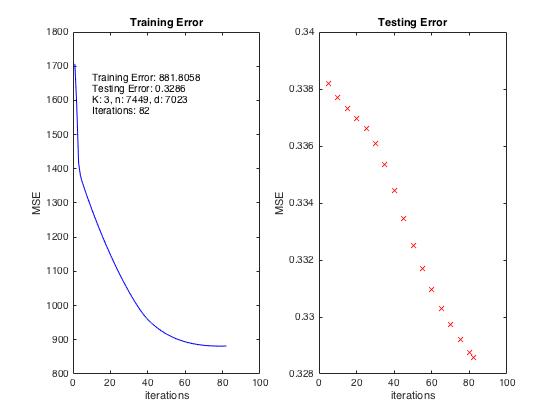 Training Error
1800
1700
1600
1500
1400
1300
1200
1100
1000
900
800
MSE
Training Error: 881.8058
Testing Error: 0.3286
K: 3, n: 7449, d: 7023
Iterations: 82
0 20 40 60 80 100
iterations
Testing Error
0.34
0.338
0.336
0.334
0.332
0.33
0.328
MSE
0 20 40 60 80 100
iterations